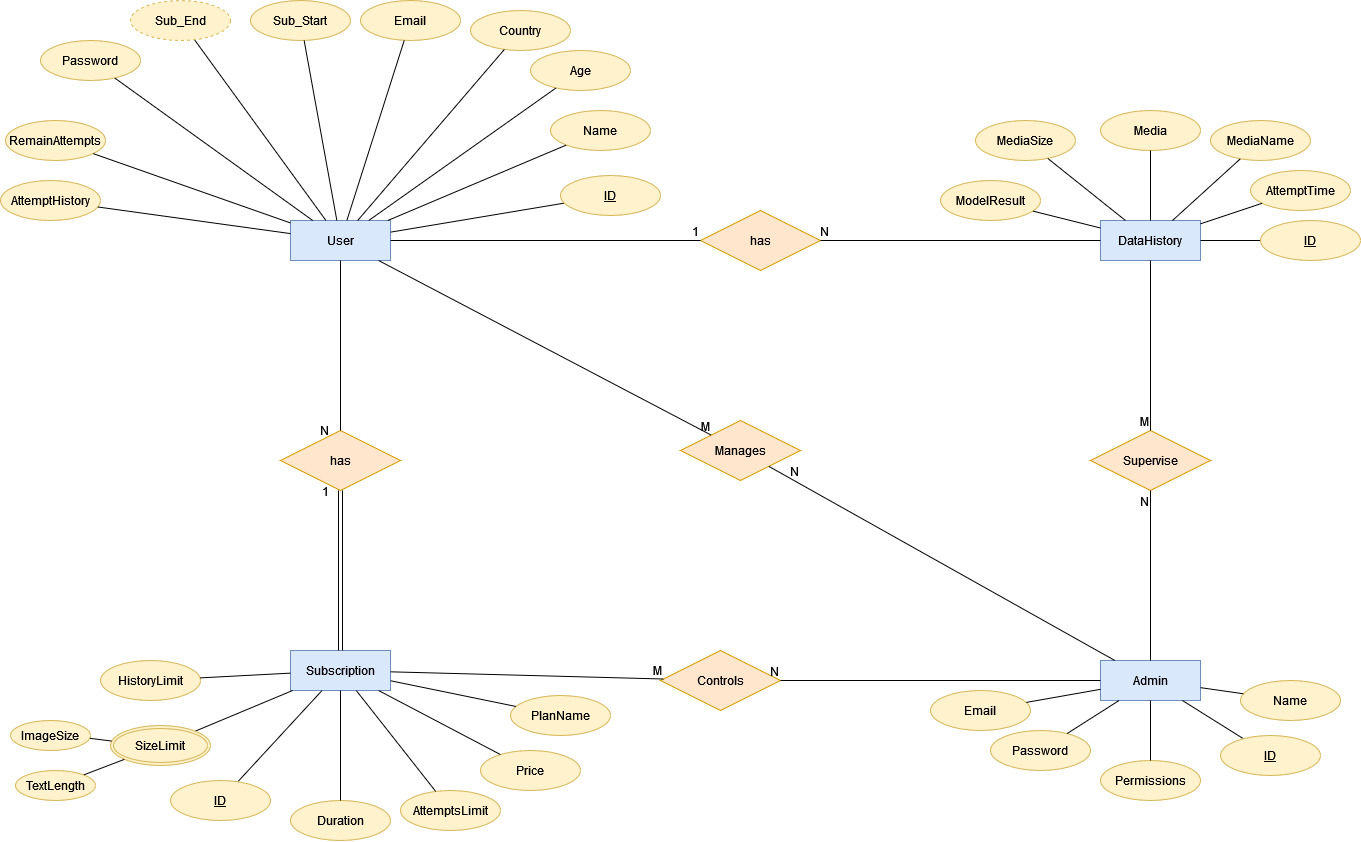 Sub_End
Sub_Start
Email
Country
Password
Age
Name
RemainAttempts
AttemptHistory
ID
User
1
has
N
MediaSize
Media
MediaName
ModelResult
AttemptTime
DataHistory
ID
N
has
1
M
Manages
N
M
Supervise
N
Subscription
M
Controls
N
Admin
HistoryLimit
ImageSize
SizeLimit
TextLength
ID
Duration
AttemptsLimit
Price
PlanName
Email
Password
Permissions
ID
Name